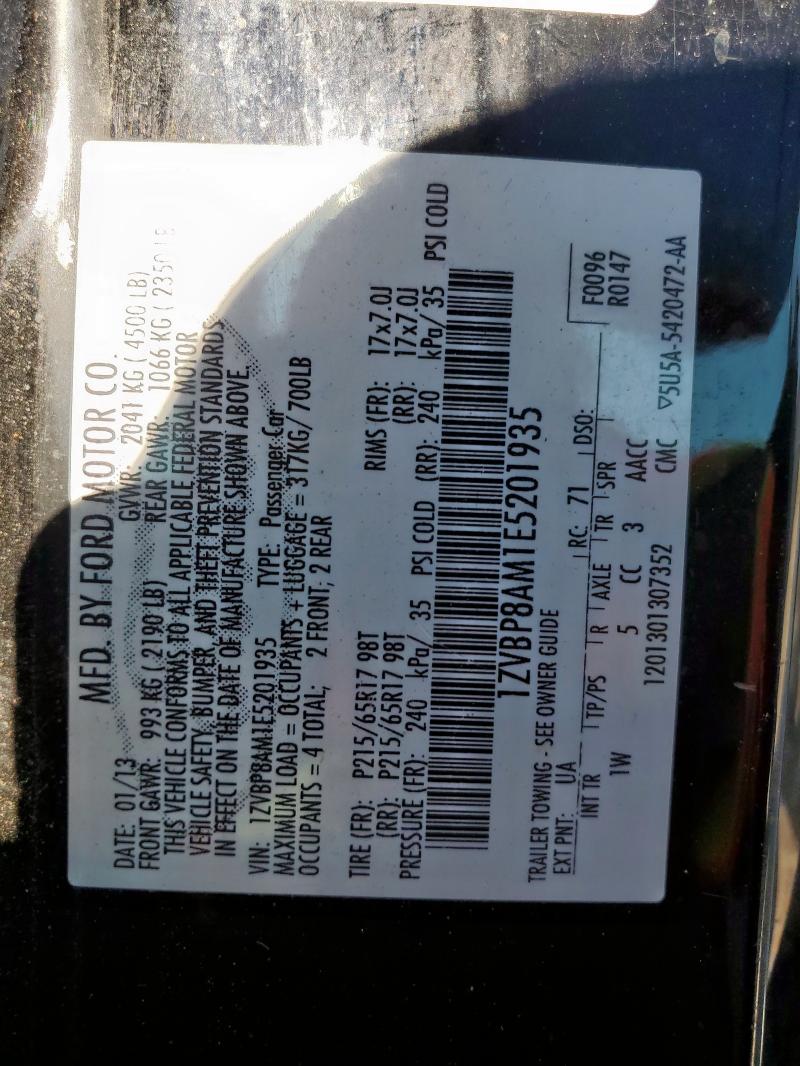 MFD. BY FORD MOTOR CO.
DATE: 01/13 GVWR: 2041 KG ( 4500 LB)
FRONT GAWR: 993 KG ( 2190 LB) REAR GAWR: 1066 KG ( 2350 LB
THIS VEHICLE CONFORMS TO ALL APPLICABLE FEDERAL MOTOR
VEHICLE SAFETY, BUMPER, AND THEFT PREVENTION STANDARDS
IN EFFECT ON THE DATE OF MANUFACTURE SHOWN ABOVE.
VIN: 1ZVBP8AM1E5201935 TYPE: Passenger Car
MAXIMUM LOAD = OCCUPANTS + LUGGAGE = 317KG/ 700LB
OCCUPANTS = 4 TOTAL; 2 FRONT; 2 REAR
TIRE (FR): P215/65R17 98T RIMS (FR): 17x7.0J
(RR): P215/65R17 98T (RR): 17x7.0J
PRESSURE (FR): 240 kPa/ 35 PSI COLD (RR): 240 kPa/ 35 PSI COLD
1ZVBP8AM1E5201935
TRAILER TOWING - SEE OWNER GUIDE
EXT PNT: UA RC: 71 DSO: F0096
R0147
INT TR TP/PS R AXLE TR SPR
1W 5 CC 3 AACC
1201301307352 CMC ▽5U5A-5420472-AA